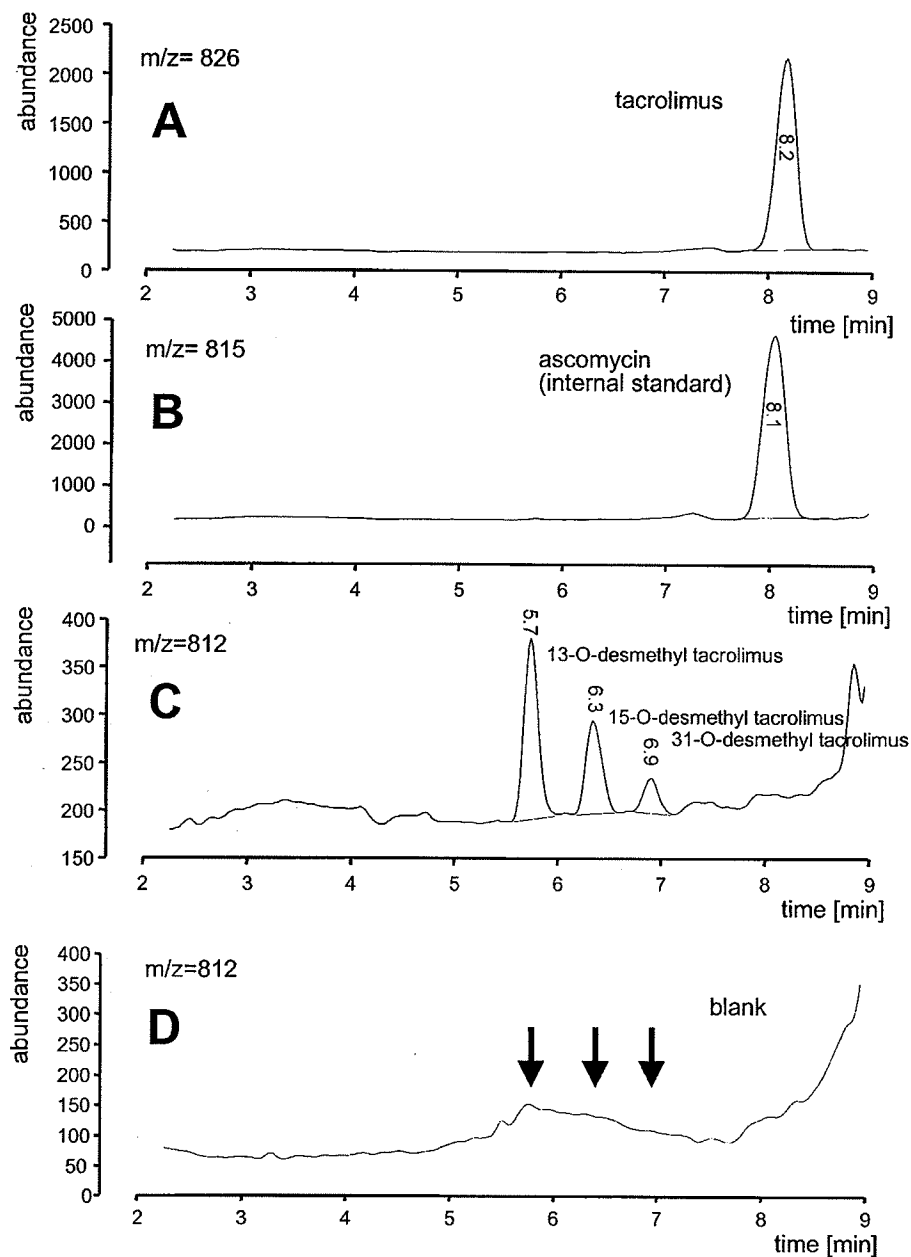 abundance
2500
2000
1500
1000
500
0
m/z= 826
A
tacrolimus
8.2
2 3 4 5 6 7 8 9
time [min]
abundance
5000
4000
3000
2000
1000
0
m/z= 815
B
ascomycin
(internal standard)
8.1
2 3 4 5 6 7 8 9
time [min]
abundance
400
350
300
250
200
150
m/z=812
C
5.7
13-O-desmethyl tacrolimus
6.3
15-O-desmethyl tacrolimus
6.9
31-O-desmethyl tacrolimus
2 3 4 5 6 7 8 9
time [min]
abundance
400
350
300
250
200
150
100
50
0
m/z=812
D
blank
2 3 4 5 6 7 8 9
time [min]